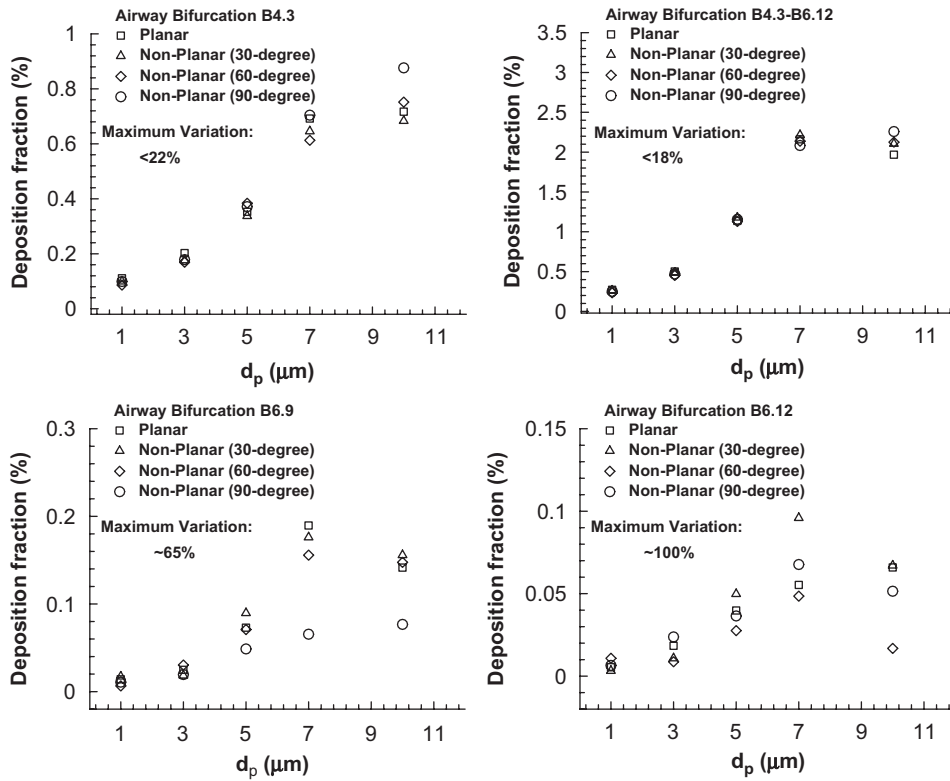 Airway Bifurcation B4.3
Planar
Non-Planar (30-degree)
Non-Planar (60-degree)
Non-Planar (90-degree)
Maximum Variation:
<22%
Deposition fraction (%)
1
0.8
0.6
0.4
0.2
0
1 3 5 7 9 11
dp (μm)
Airway Bifurcation B4.3-B6.12
Planar
Non-Planar (30-degree)
Non-Planar (60-degree)
Non-Planar (90-degree)
Maximum Variation:
<18%
Deposition fraction (%)
3.5
3
2.5
2
1.5
1
0.5
0
1 3 5 7 9 11
dp (μm)
Airway Bifurcation B6.9
Planar
Non-Planar (30-degree)
Non-Planar (60-degree)
Non-Planar (90-degree)
Maximum Variation:
~65%
Deposition fraction (%)
0.3
0.2
0.1
0
1 3 5 7 9 11
dp (μm)
Airway Bifurcation B6.12
Planar
Non-Planar (30-degree)
Non-Planar (60-degree)
Non-Planar (90-degree)
Maximum Variation:
~100%
Deposition fraction (%)
0.15
0.1
0.05
0
1 3 5 7 9 11
dp (μm)